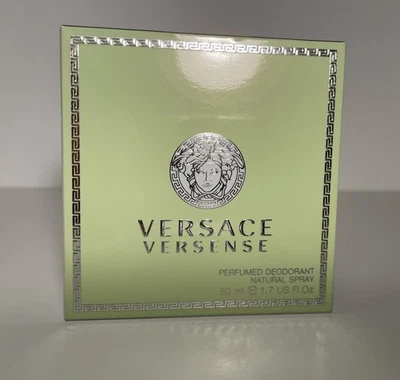 VERSACE
VERSENSE
PERFUMED DEODORANT
NATURAL SPRAY
50 ml ℮ 1.7 US Fl.Oz.